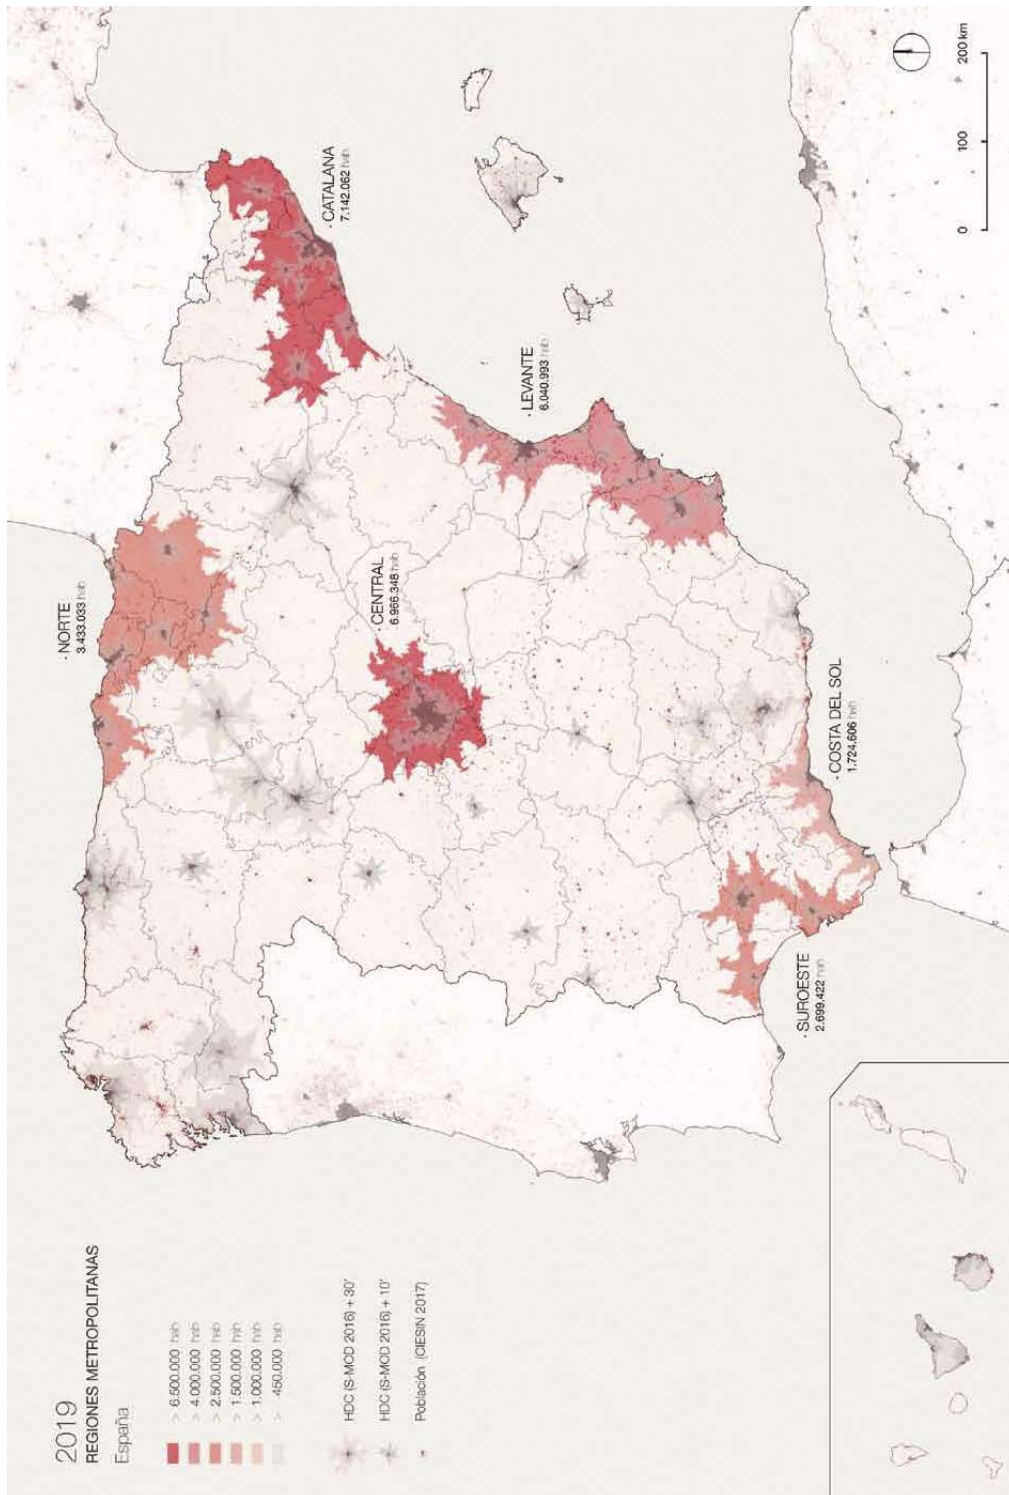 2019
REGIONES METROPOLITANAS
España
> 6.500.000 hab
> 4.000.000 hab
> 2.500.000 hab
> 1.500.000 hab
> 1.000.000 hab
> 450.000 hab
HDC (S-MOD 2016) + 30'
HDC (S-MOD 2016) + 10'
Población (CIESIN 2017)
· NORTE
3.433.033 hab
· CATALANA
7.142.062 hab
· CENTRAL
6.966.348 hab
· LEVANTE
6.040.993 hab
· COSTA DEL SOL
1.724.606 hab
· SUROESTE
2.699.422 hab
0 100 200 km